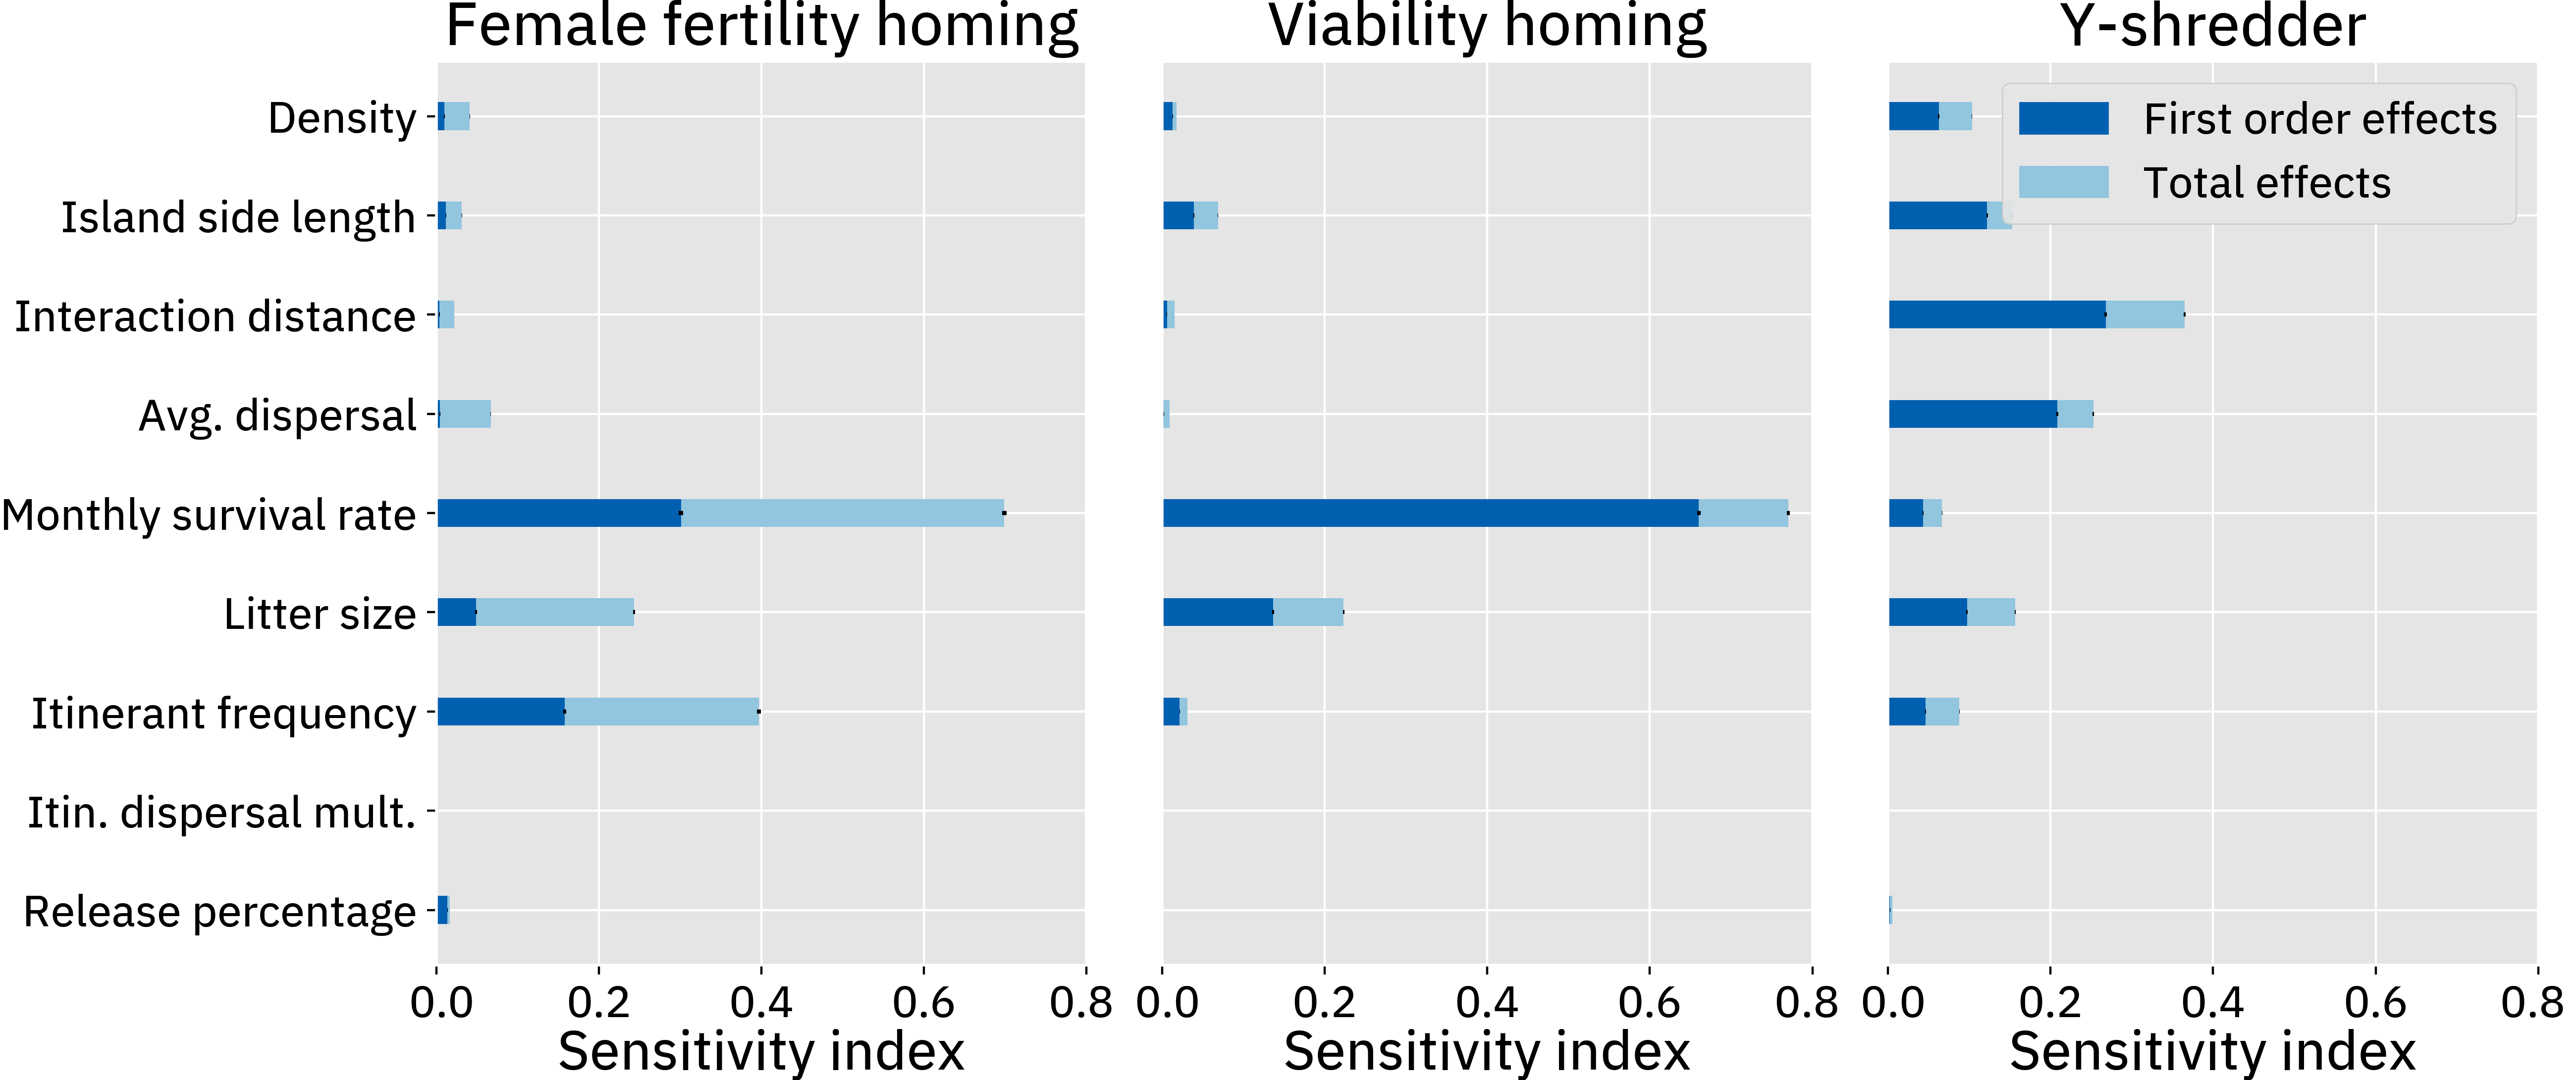 Female fertility homing
Viability homing
Y-shredder
First order effects
Total effects
Density
Island side length
Interaction distance
Avg. dispersal
Monthly survival rate
Litter size
Itinerant frequency
Itin. dispersal mult.
Release percentage
0.0 0.2 0.4 0.6 0.8
0.0 0.2 0.4 0.6 0.8
0.0 0.2 0.4 0.6 0.8
Sensitivity index
Sensitivity index
Sensitivity index